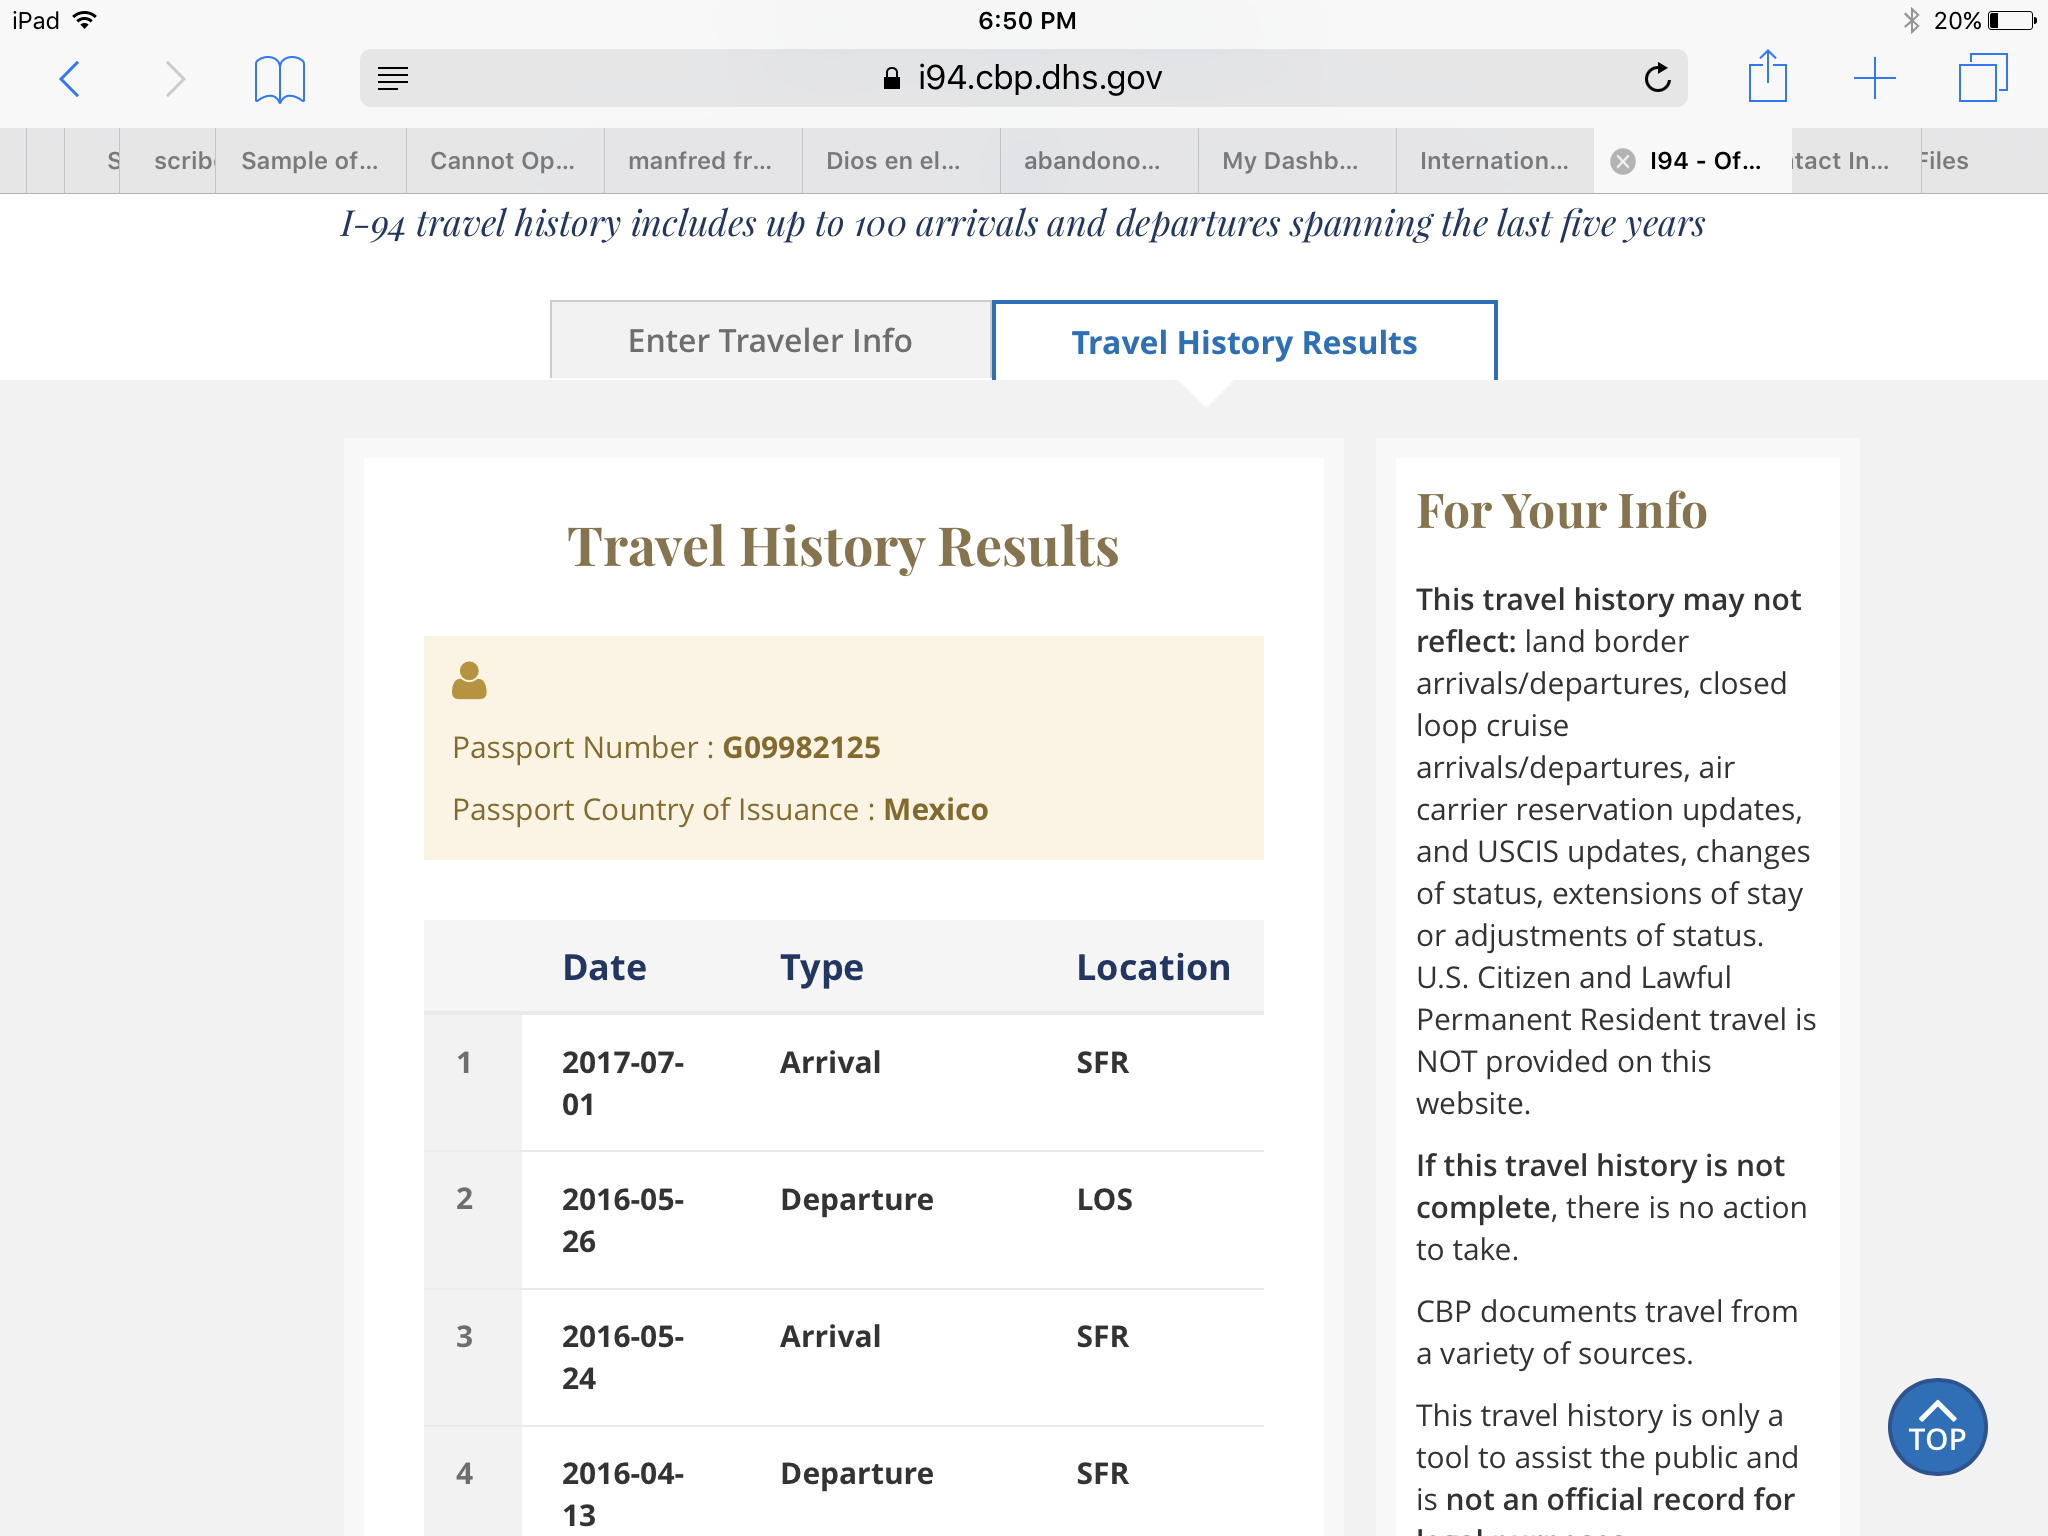 iPad 6:50 PM 20%
i94.cbp.dhs.gov
S scrib Sample of... Cannot Op... manfred fr... Dios en el... abandono... My Dashb... Internation... I94 - Of... tact In... Files
I-94 travel history includes up to 100 arrivals and departures spanning the last five years
Enter Traveler Info Travel History Results
Travel History Results
Passport Number : G09982125
Passport Country of Issuance : Mexico
Date Type Location
1 2017-07- Arrival SFR
01
2 2016-05- Departure LOS
26
3 2016-05- Arrival SFR
24
4 2016-04- Departure SFR
13
For Your Info
This travel history may not
reflect: land border
arrivals/departures, closed
loop cruise
arrivals/departures, air
carrier reservation updates,
and USCIS updates, changes
of status, extensions of stay
or adjustments of status.
U.S. Citizen and Lawful
Permanent Resident travel is
NOT provided on this
website.
If this travel history is not
complete, there is no action
to take.
CBP documents travel from
a variety of sources.
This travel history is only a
tool to assist the public and
is not an official record for
TOP